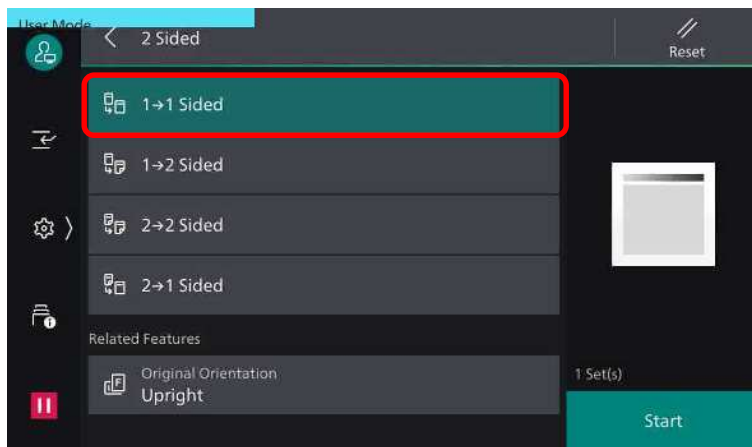 User Mode
2 Sided
Reset
1→1 Sided
1→2 Sided
2→2 Sided
2→1 Sided
Related Features
Original Orientation
Upright
1 Set(s)
Start